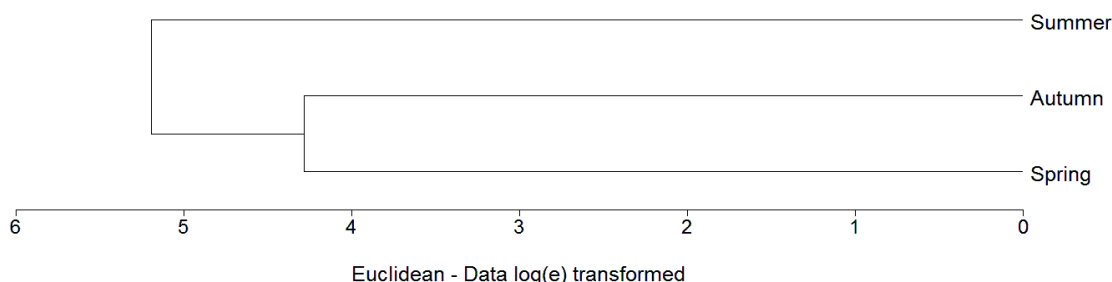 Summer
Autumn
Spring
6 5 4 3 2 1 0
Euclidean - Data log(e) transformed